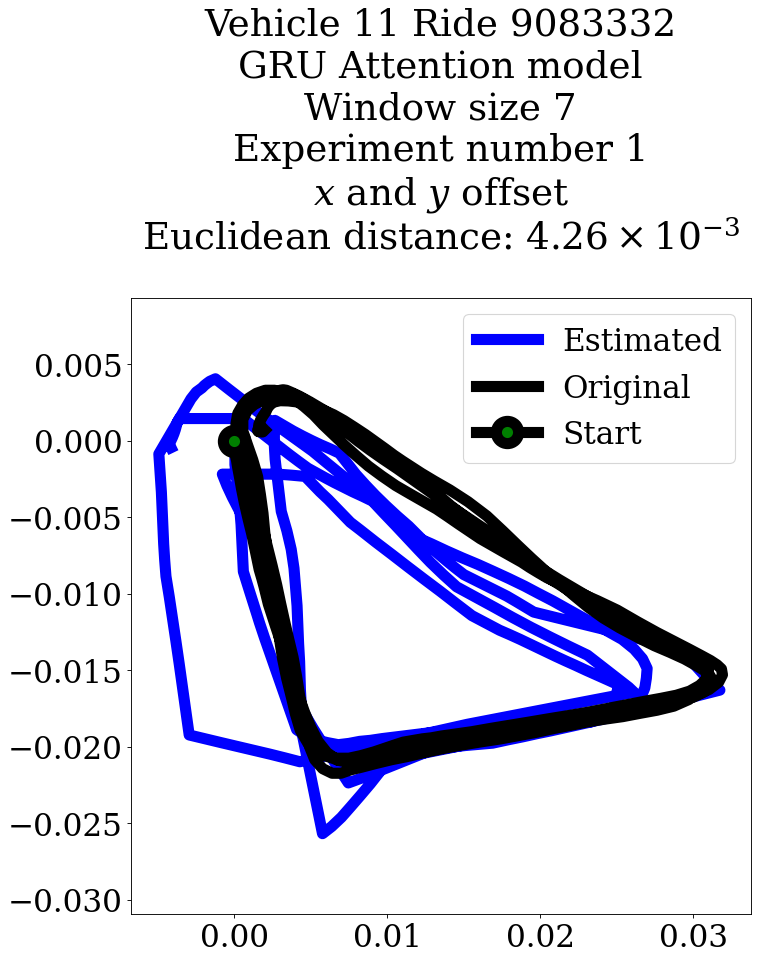 Vehicle 11 Ride 9083332
GRU Attention model
Window size 7
Experiment number 1
x and y offset
Euclidean distance: 4.26 × 10⁻³
Estimated
Original
Start
0.005
0.000
−0.005
−0.010
−0.015
−0.020
−0.025
−0.030
0.00 0.01 0.02 0.03